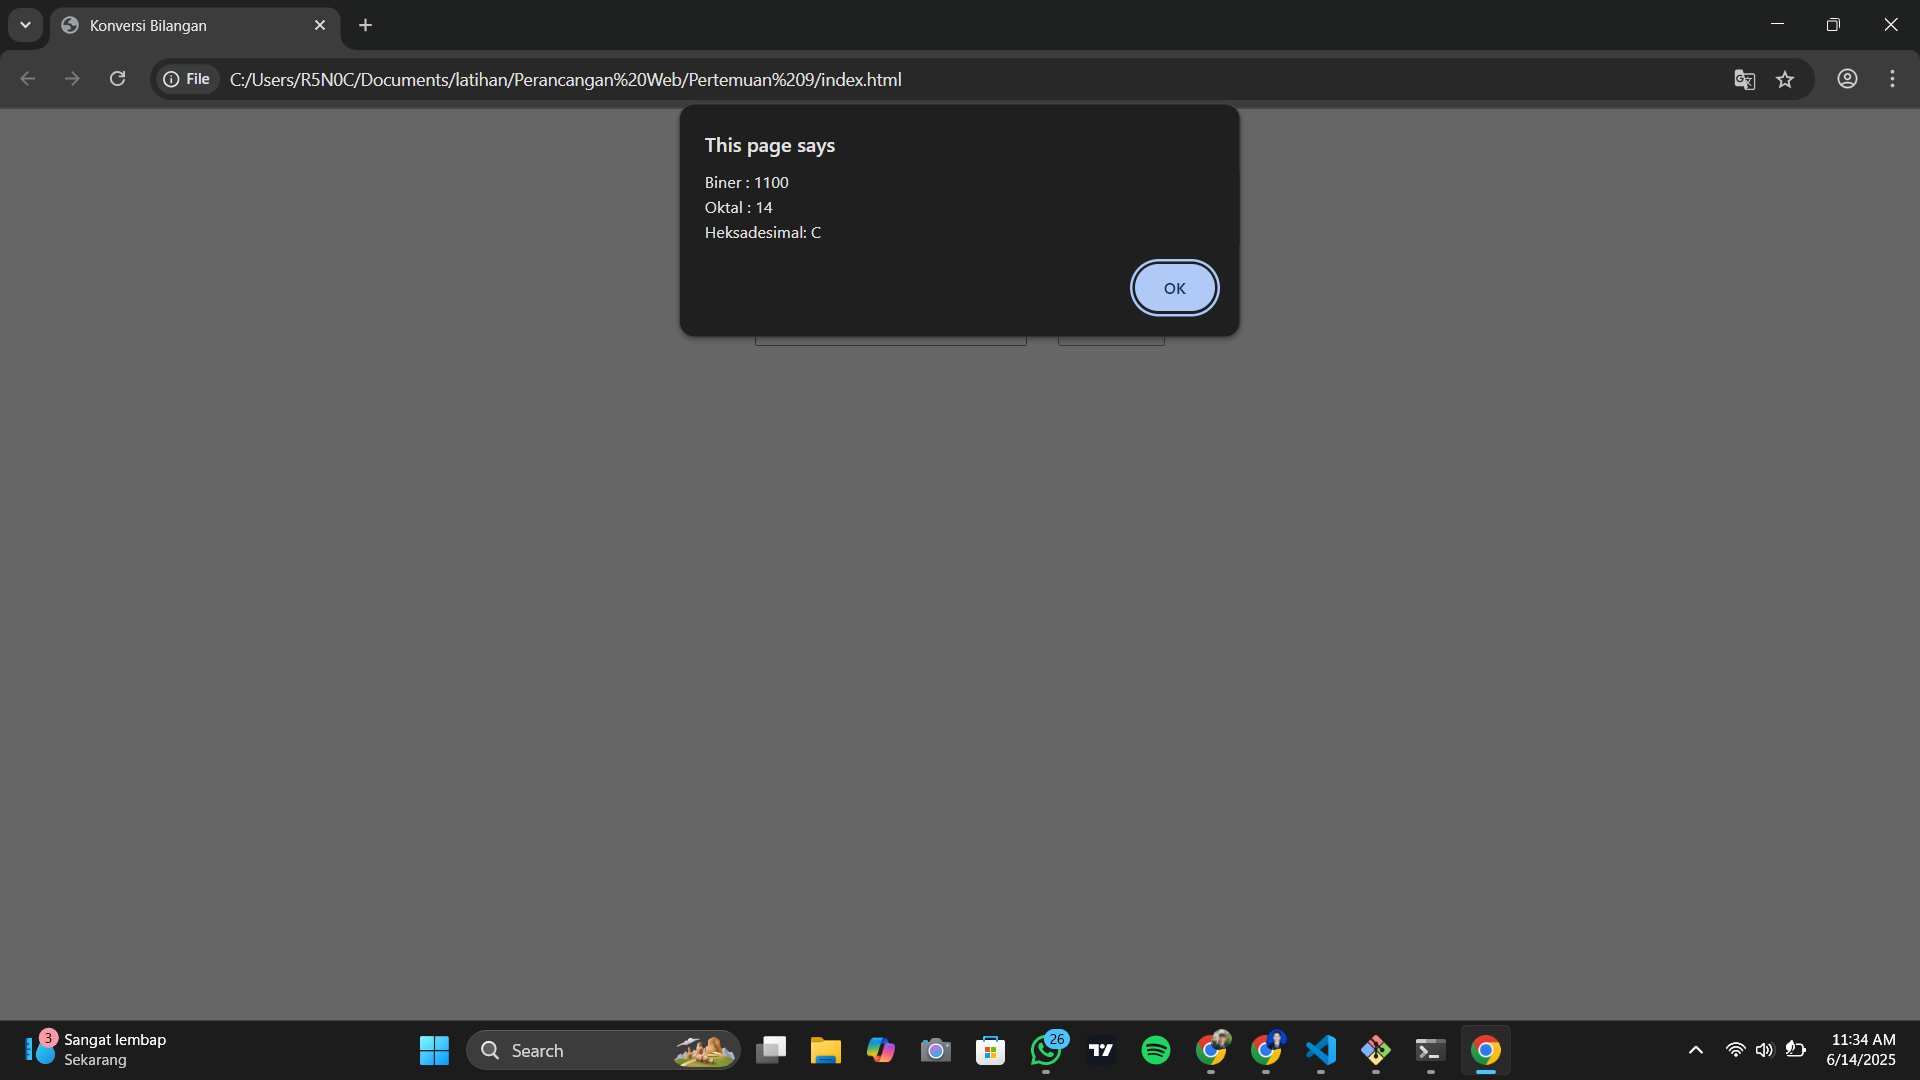 Konversi Bilangan
File
C:/Users/R5N0C/Documents/latihan/Perancangan%20Web/Pertemuan%209/index.html
This page says
Biner : 1100
Oktal : 14
Heksadesimal: C
OK
3
Sangat lembap
Sekarang
Search
26
11:34 AM
6/14/2025